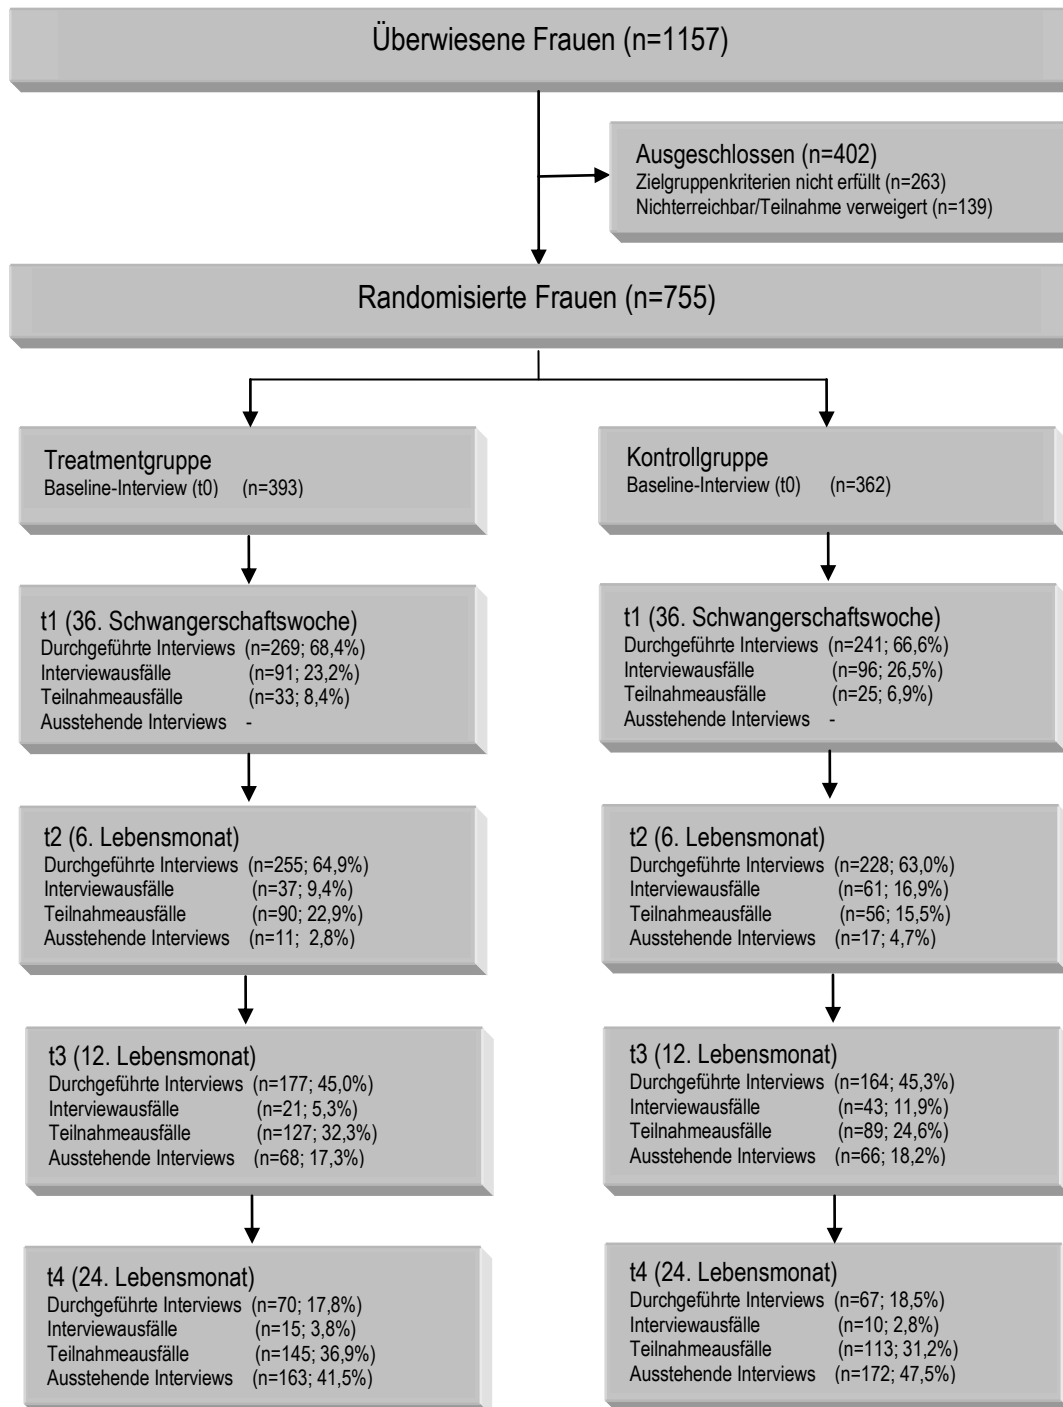 Überwiesene Frauen (n=1157)
Ausgeschlossen (n=402)
Zielgruppenkriterien nicht erfüllt (n=263)
Nichterreichbar/Teilnahme verweigert (n=139)
Randomisierte Frauen (n=755)
Treatmentgruppe
Baseline-Interview (t0) (n=393)
Kontrollgruppe
Baseline-Interview (t0) (n=362)
t1 (36. Schwangerschaftswoche)
Durchgeführte Interviews (n=269; 68,4%)
Interviewausfälle (n=91; 23,2%)
Teilnahmeausfälle (n=33; 8,4%)
Ausstehende Interviews -
t1 (36. Schwangerschaftswoche)
Durchgeführte Interviews (n=241; 66,6%)
Interviewausfälle (n=96; 26,5%)
Teilnahmeausfälle (n=25; 6,9%)
Ausstehende Interviews -
t2 (6. Lebensmonat)
Durchgeführte Interviews (n=255; 64,9%)
Interviewausfälle (n=37; 9,4%)
Teilnahmeausfälle (n=90; 22,9%)
Ausstehende Interviews (n=11; 2,8%)
t2 (6. Lebensmonat)
Durchgeführte Interviews (n=228; 63,0%)
Interviewausfälle (n=61; 16,9%)
Teilnahmeausfälle (n=56; 15,5%)
Ausstehende Interviews (n=17; 4,7%)
t3 (12. Lebensmonat)
Durchgeführte Interviews (n=177; 45,0%)
Interviewausfälle (n=21; 5,3%)
Teilnahmeausfälle (n=127; 32,3%)
Ausstehende Interviews (n=68; 17,3%)
t3 (12. Lebensmonat)
Durchgeführte Interviews (n=164; 45,3%)
Interviewausfälle (n=43; 11,9%)
Teilnahmeausfälle (n=89; 24,6%)
Ausstehende Interviews (n=66; 18,2%)
t4 (24. Lebensmonat)
Durchgeführte Interviews (n=70; 17,8%)
Interviewausfälle (n=15; 3,8%)
Teilnahmeausfälle (n=145; 36,9%)
Ausstehende Interviews (n=163; 41,5%)
t4 (24. Lebensmonat)
Durchgeführte Interviews (n=67; 18,5%)
Interviewausfälle (n=10; 2,8%)
Teilnahmeausfälle (n=113; 31,2%)
Ausstehende Interviews (n=172; 47,5%)